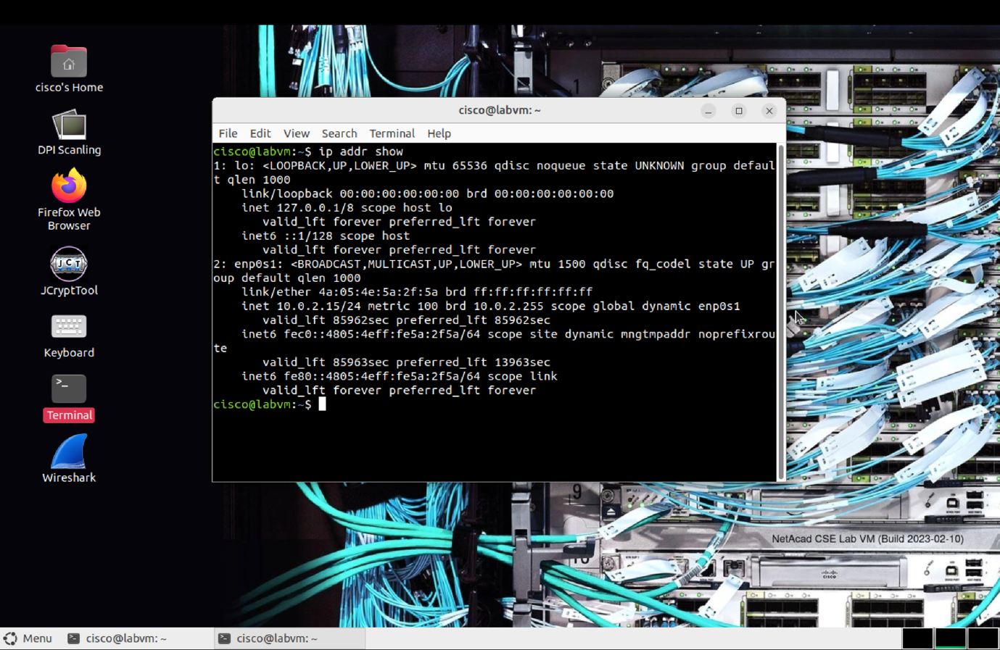 cisco's Home
DPI Scanling
Firefox Web
Browser
JCT
JCryptTool
Keyboard
>_
Terminal
Wireshark
cisco@labvm: ~
File Edit View Search Terminal Help
cisco@labvm:~$ ip addr show
1: lo: <LOOPBACK,UP,LOWER_UP> mtu 65536 qdisc noqueue state UNKNOWN group defaul
t qlen 1000
    link/loopback 00:00:00:00:00:00 brd 00:00:00:00:00:00
    inet 127.0.0.1/8 scope host lo
       valid_lft forever preferred_lft forever
    inet6 ::1/128 scope host
       valid_lft forever preferred_lft forever
2: enp0s1: <BROADCAST,MULTICAST,UP,LOWER_UP> mtu 1500 qdisc fq_codel state UP gr
oup default qlen 1000
    link/ether 4a:05:4e:5a:2f:5a brd ff:ff:ff:ff:ff:ff
    inet 10.0.2.15/24 metric 100 brd 10.0.2.255 scope global dynamic enp0s1
       valid_lft 85962sec preferred_lft 85962sec
    inet6 fec0::4805:4eff:fe5a:2f5a/64 scope site dynamic mngtmpaddr noprefixrou
te
       valid_lft 85963sec preferred_lft 13963sec
    inet6 fe80::4805:4eff:fe5a:2f5a/64 scope link
       valid_lft forever preferred_lft forever
cisco@labvm:~$
1
9
10
NetAcad CSE Lab VM (Build 2023-02-10)
CISCO
Menu
cisco@labvm: ~
cisco@labvm: ~